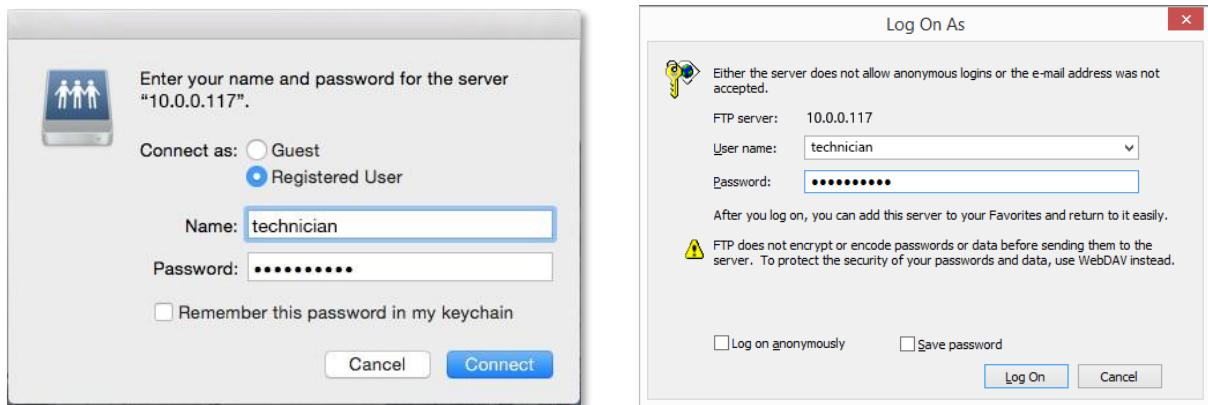 Enter your name and password for the server
“10.0.0.117”.
Connect as: Guest
Registered User
Name: technician
Password: ••••••••••
Remember this password in my keychain
Cancel Connect
Log On As
Either the server does not allow anonymous logins or the e-mail address was not
accepted.
FTP server: 10.0.0.117
User name: technician
Password: ••••••••••
After you log on, you can add this server to your Favorites and return to it easily.
FTP does not encrypt or encode passwords or data before sending them to the
server. To protect the security of your passwords and data, use WebDAV instead.
Log on anonymously Save password
Log On Cancel